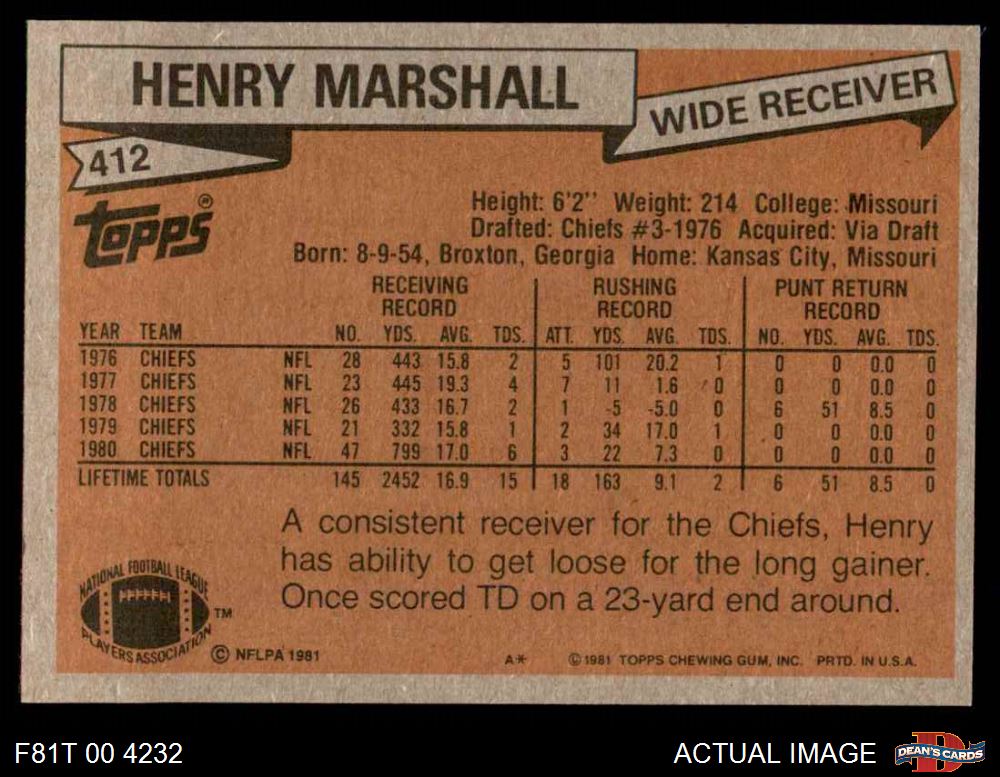 HENRY MARSHALL
WIDE RECEIVER
412
Topps®
Height: 6'2'' Weight: 214 College: Missouri
Drafted: Chiefs #3-1976 Acquired: Via Draft
Born: 8-9-54, Broxton, Georgia Home: Kansas City, Missouri
RECEIVING RECORD RUSHING RECORD PUNT RETURN RECORD
YEAR TEAM NO. YDS. AVG. TDS. ATT. YDS. AVG. TDS. NO. YDS. AVG. TDS.
1976 CHIEFS NFL 28 443 15.8 2 5 101 20.2 1 0 0 0.0 0
1977 CHIEFS NFL 23 445 19.3 4 7 11 1.6 0 0 0 0.0 0
1978 CHIEFS NFL 26 433 16.7 2 1 -5 -5.0 0 6 51 8.5 0
1979 CHIEFS NFL 21 332 15.8 1 2 34 17.0 1 0 0 0.0 0
1980 CHIEFS NFL 47 799 17.0 6 3 22 7.3 0 0 0 0.0 0
LIFETIME TOTALS 145 2452 16.9 15 18 163 9.1 2 6 51 8.5 0
A consistent receiver for the Chiefs, Henry
has ability to get loose for the long gainer.
Once scored TD on a 23-yard end around.
NATIONAL FOOTBALL LEAGUE
PLAYERS ASSOCIATION
TM
© NFLPA 1981
A* © 1981 TOPPS CHEWING GUM, INC. PRTD. IN U.S.A.
F81T 00 4232
ACTUAL IMAGE
D
DEAN'S CARDS